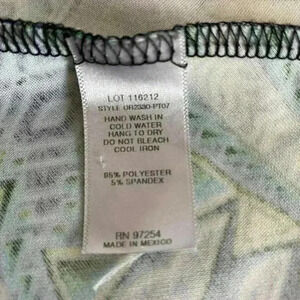 LOT 116212
STYLE UR2380-PT07
HAND WASH IN
COLD WATER
HANG TO DRY
DO NOT BLEACH
COOL IRON
95% POLYESTER
5% SPANDEX
RN 97254
MADE IN MEXICO